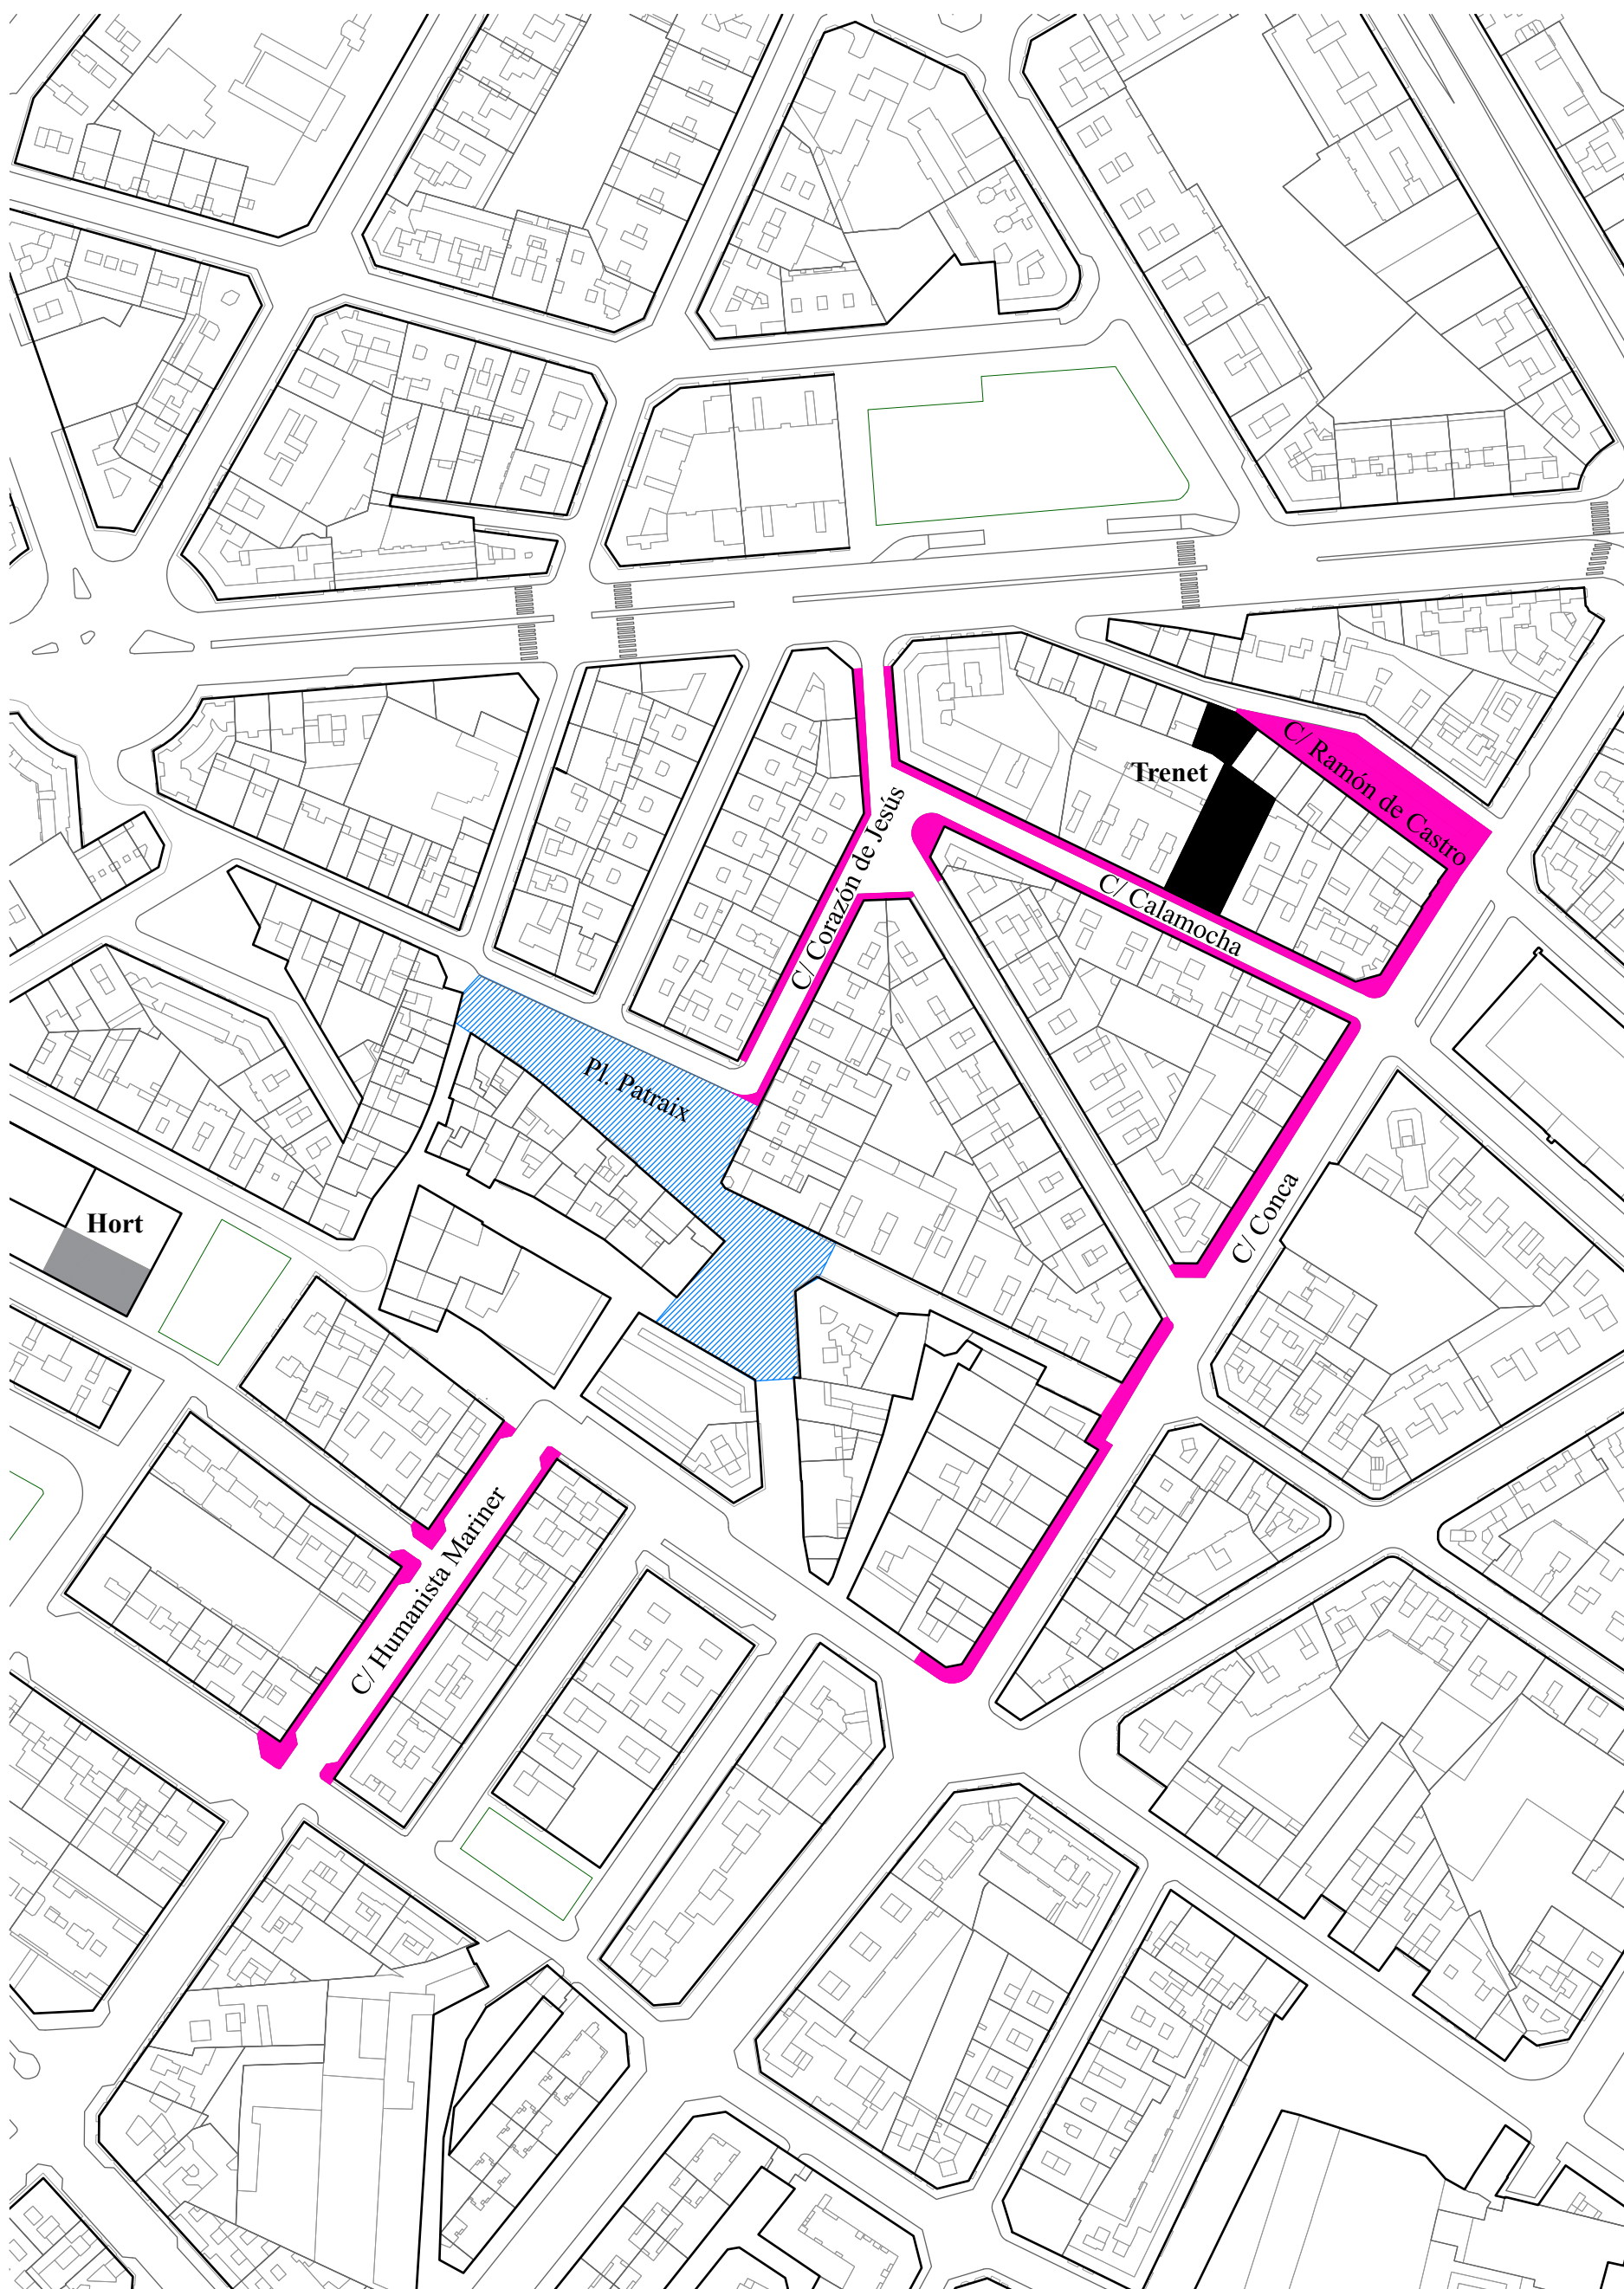 C/ Ramón de Castro
Trenet
C/ Corazón de Jesús
C/ Calamocha
Pl. Patraix
C/ Conca
Hort
C/ Humanista Mariner